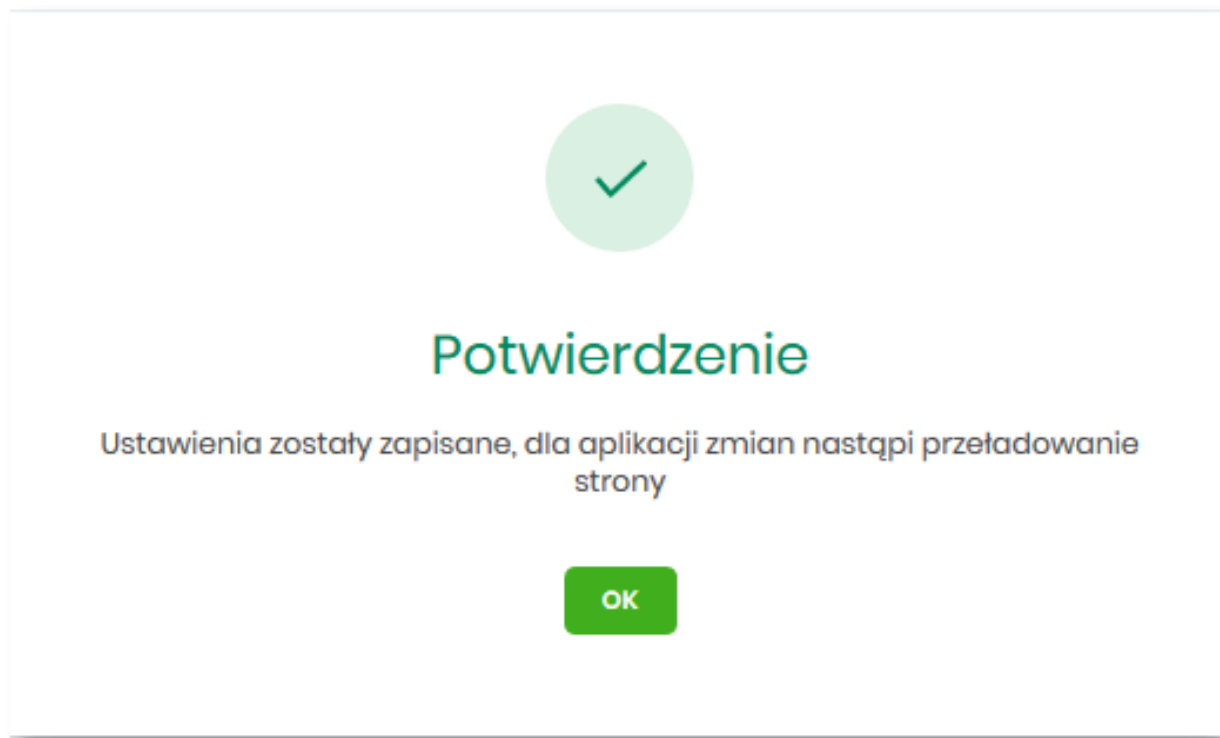 Potwierdzenie
Ustawienia zostały zapisane, dla aplikacji zmian nastąpi przeładowanie
strony
OK